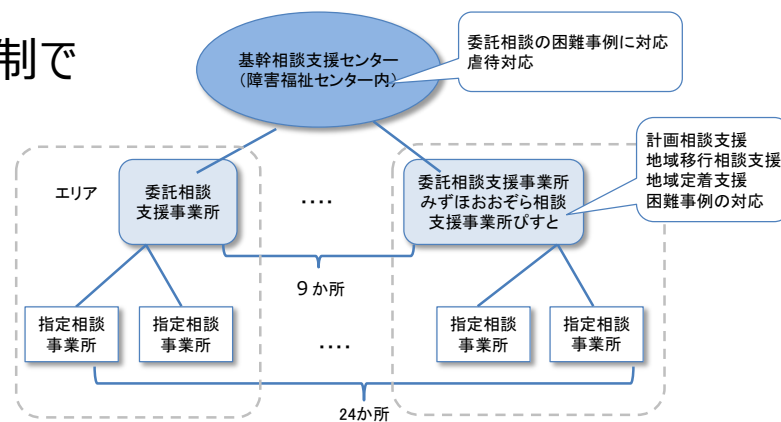 制で
基幹相談支援センター
（障害福祉センター内）
委託相談の困難事例に対応
虐待対応
計画相談支援
地域移行相談支援
地域定着支援
困難事例の対応
エリア
委託相談
支援事業所
‥‥
委託相談支援事業所
みずほおおぞら相談
支援事業所ぴすと
９か所
指定相談
事業所
指定相談
事業所
‥‥
指定相談
事業所
指定相談
事業所
24か所